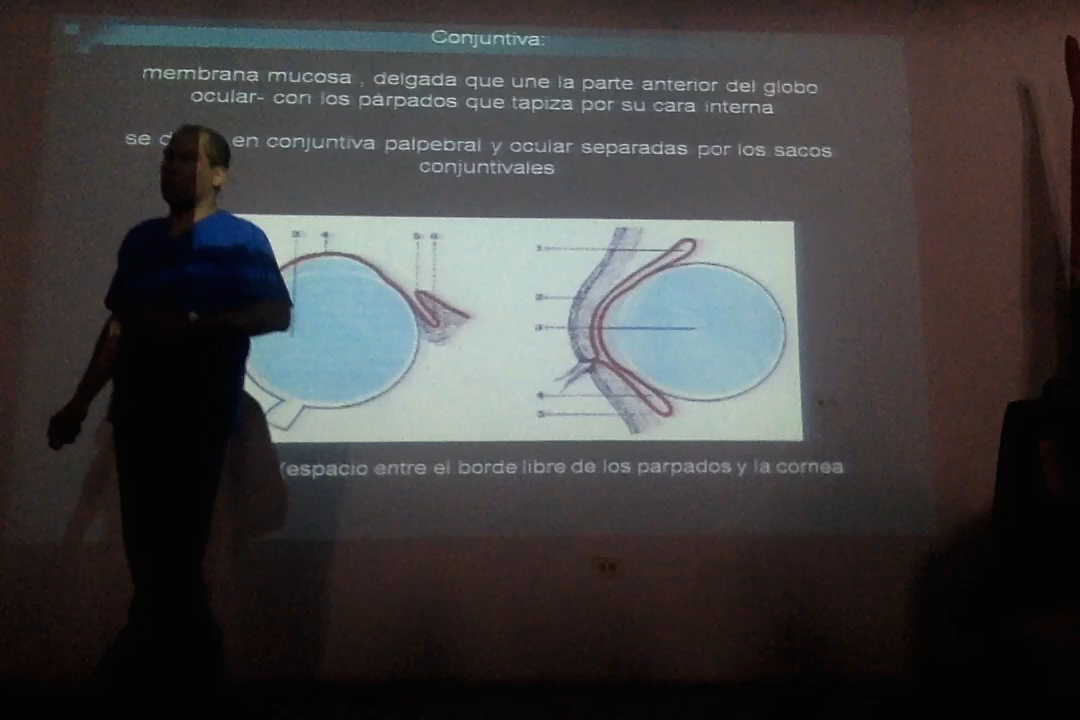 Conjuntiva:
membrana mucosa , delgada que une la parte anterior del globo
ocular- con los párpados que tapiza por su cara interna
se en conjuntiva palpebral y ocular separadas por los sacos
conjuntivales
(espacio entre el borde libre de los parpados y la cornea